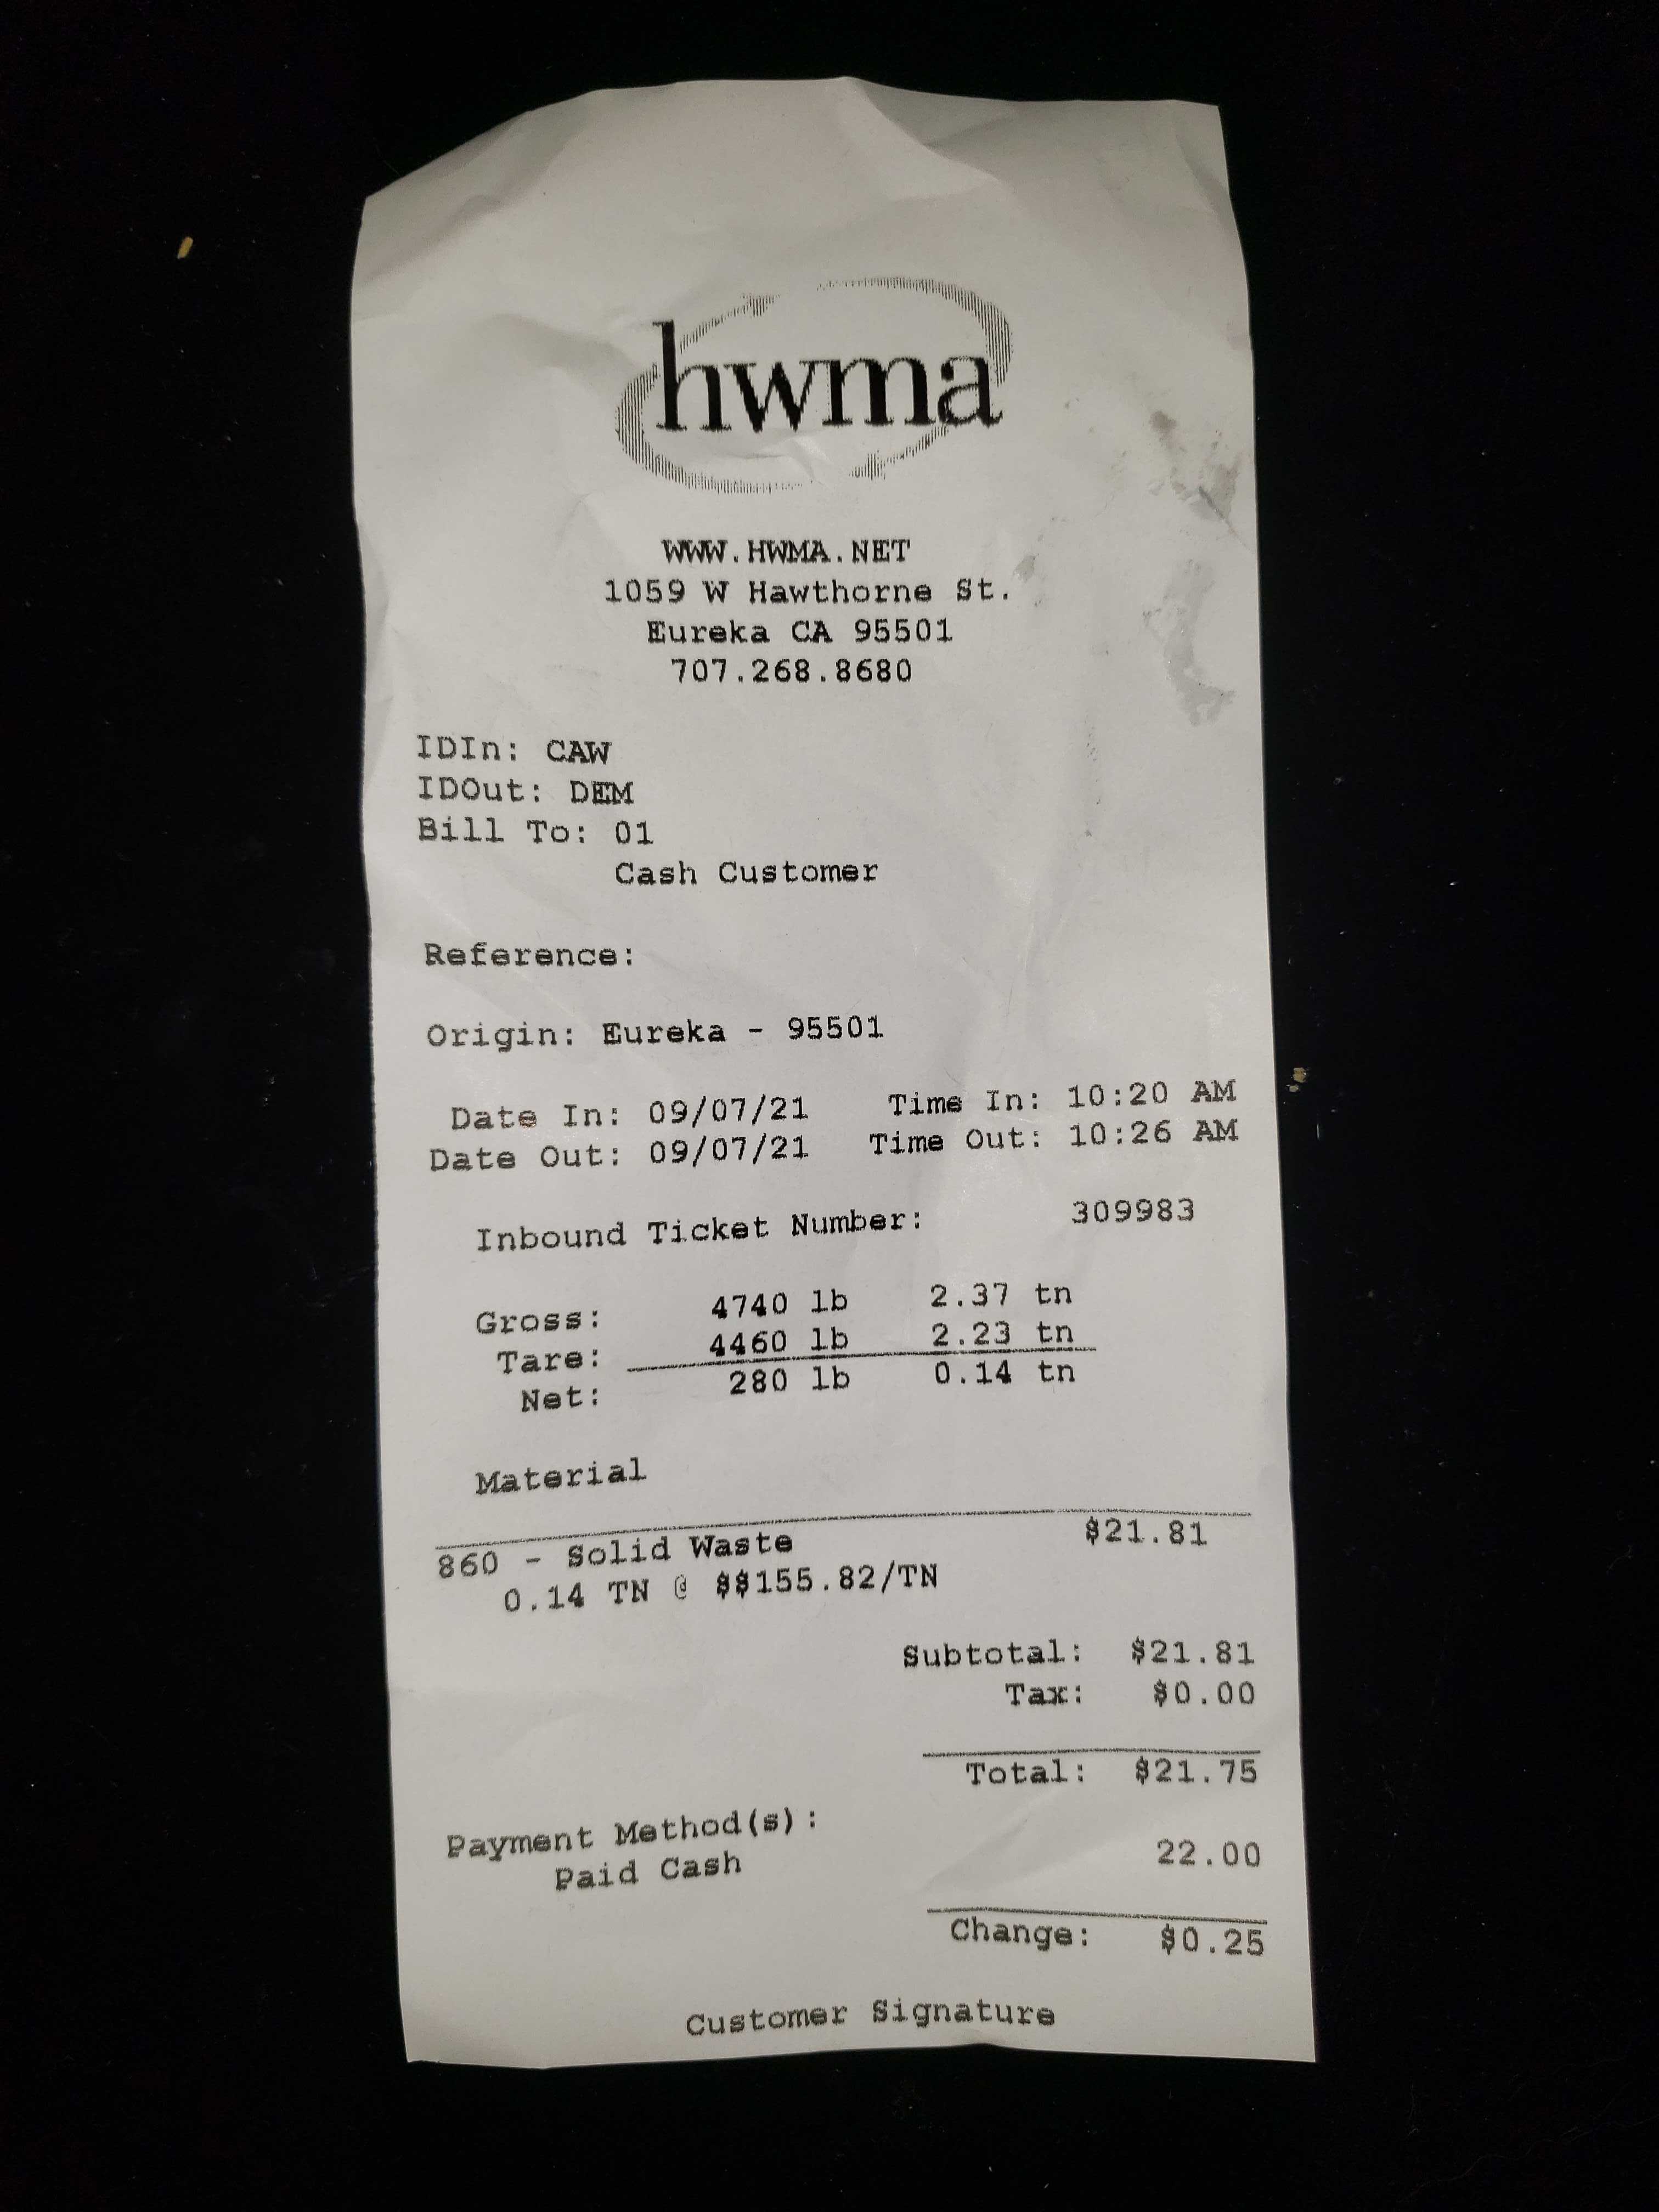 hwma
WWW.HWMA.NET
1059 W Hawthorne St.
Eureka CA 95501
707.268.8680
IDIn: CAW
IDOut: DEM
Bill To: 01
Cash Customer
Reference:
Origin: Eureka - 95501
Date In: 09/07/21 Time In: 10:20 AM
Date Out: 09/07/21 Time Out: 10:26 AM
Inbound Ticket Number: 309983
Gross: 4740 lb 2.37 tn
Tare: 4460 lb 2.23 tn
Net: 280 lb 0.14 tn
Material
860 - Solid Waste $21.81
0.14 TN @ $$155.82/TN
Subtotal: $21.81
Tax: $0.00
Total: $21.75
Payment Method(s):
Paid Cash 22.00
Change: $0.25
Customer Signature